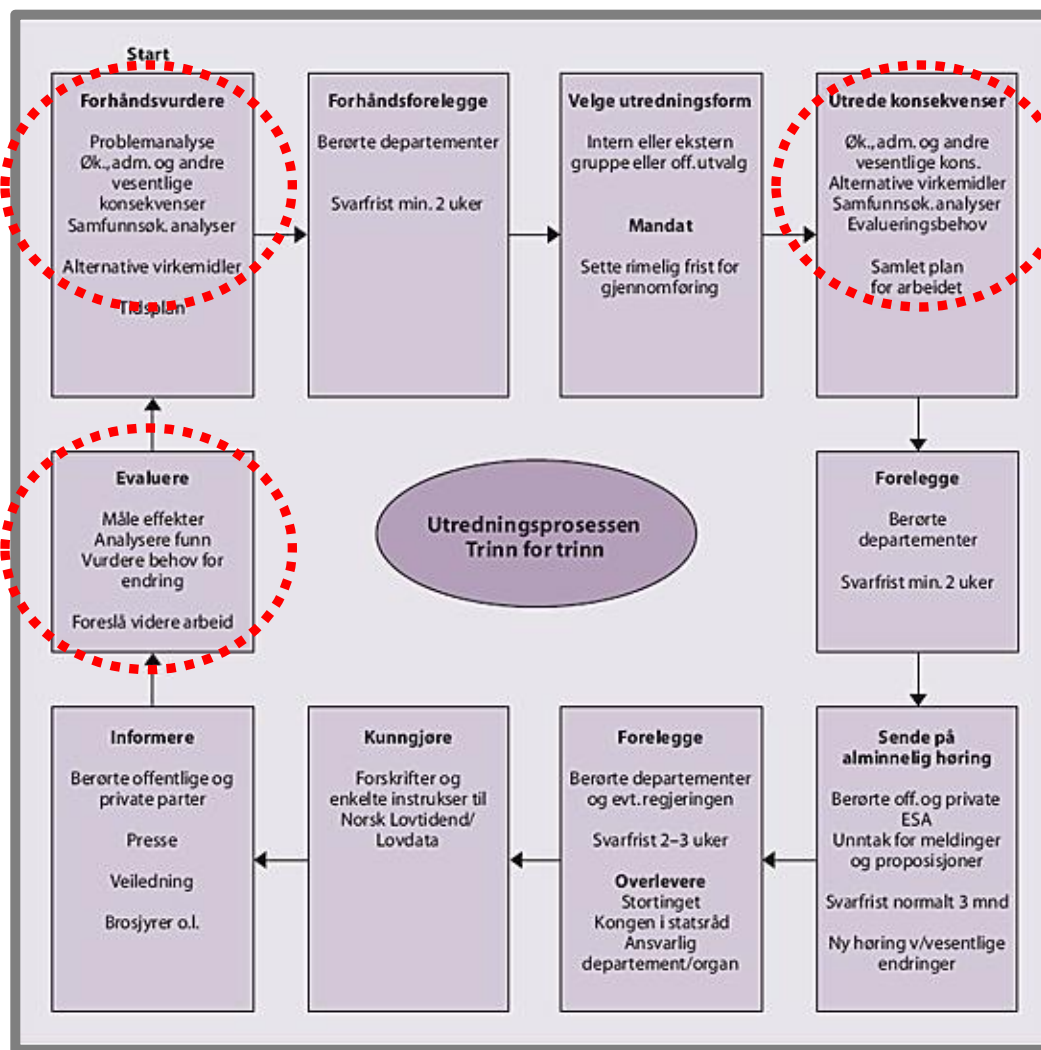 Start
Forhåndsvurdere
Problemanalyse
Øk., adm. og andre
vesentlige
konsekvenser
Samfunnsøk. analyser
Alternative virkemidler
Tidsplan
Forhåndsforelegge
Berørte departementer
Svarfrist min. 2 uker
Velge utredningsform
Intern eller ekstern
gruppe eller off. utvalg
Mandat
Sette rimelig frist for
gjennomføring
Utrede konsekvenser
Øk., adm. og andre
vesentlige kons.
Alternative virkemidler
Samfunnsøk. analyser
Evalueringsbehov
Samlet plan
for arbeidet
Evaluere
Måle effekter
Analysere funn
Vurdere behov for
endring
Foreslå videre arbeid
Utredningsprosessen
Trinn for trinn
Forelegge
Berørte
departementer
Svarfrist min. 2 uker
Informere
Berørte offentlige og
private parter
Presse
Veiledning
Brosjyrer o.l.
Kunngjøre
Forskrifter og
enkelte instrukser til
Norsk Lovtidend/
Lovdata
Forelegge
Berørte departementer
og evt. regjeringen
Svarfrist 2–3 uker
Overlevere
Stortinget
Kongen i statsråd
Ansvarlig
departement/organ
Sende på
alminnelig høring
Berørte off. og private
ESA
Unntak for meldinger
og proposisjoner
Svarfrist normalt 3 mnd
Ny høring v/vesentlige
endringer